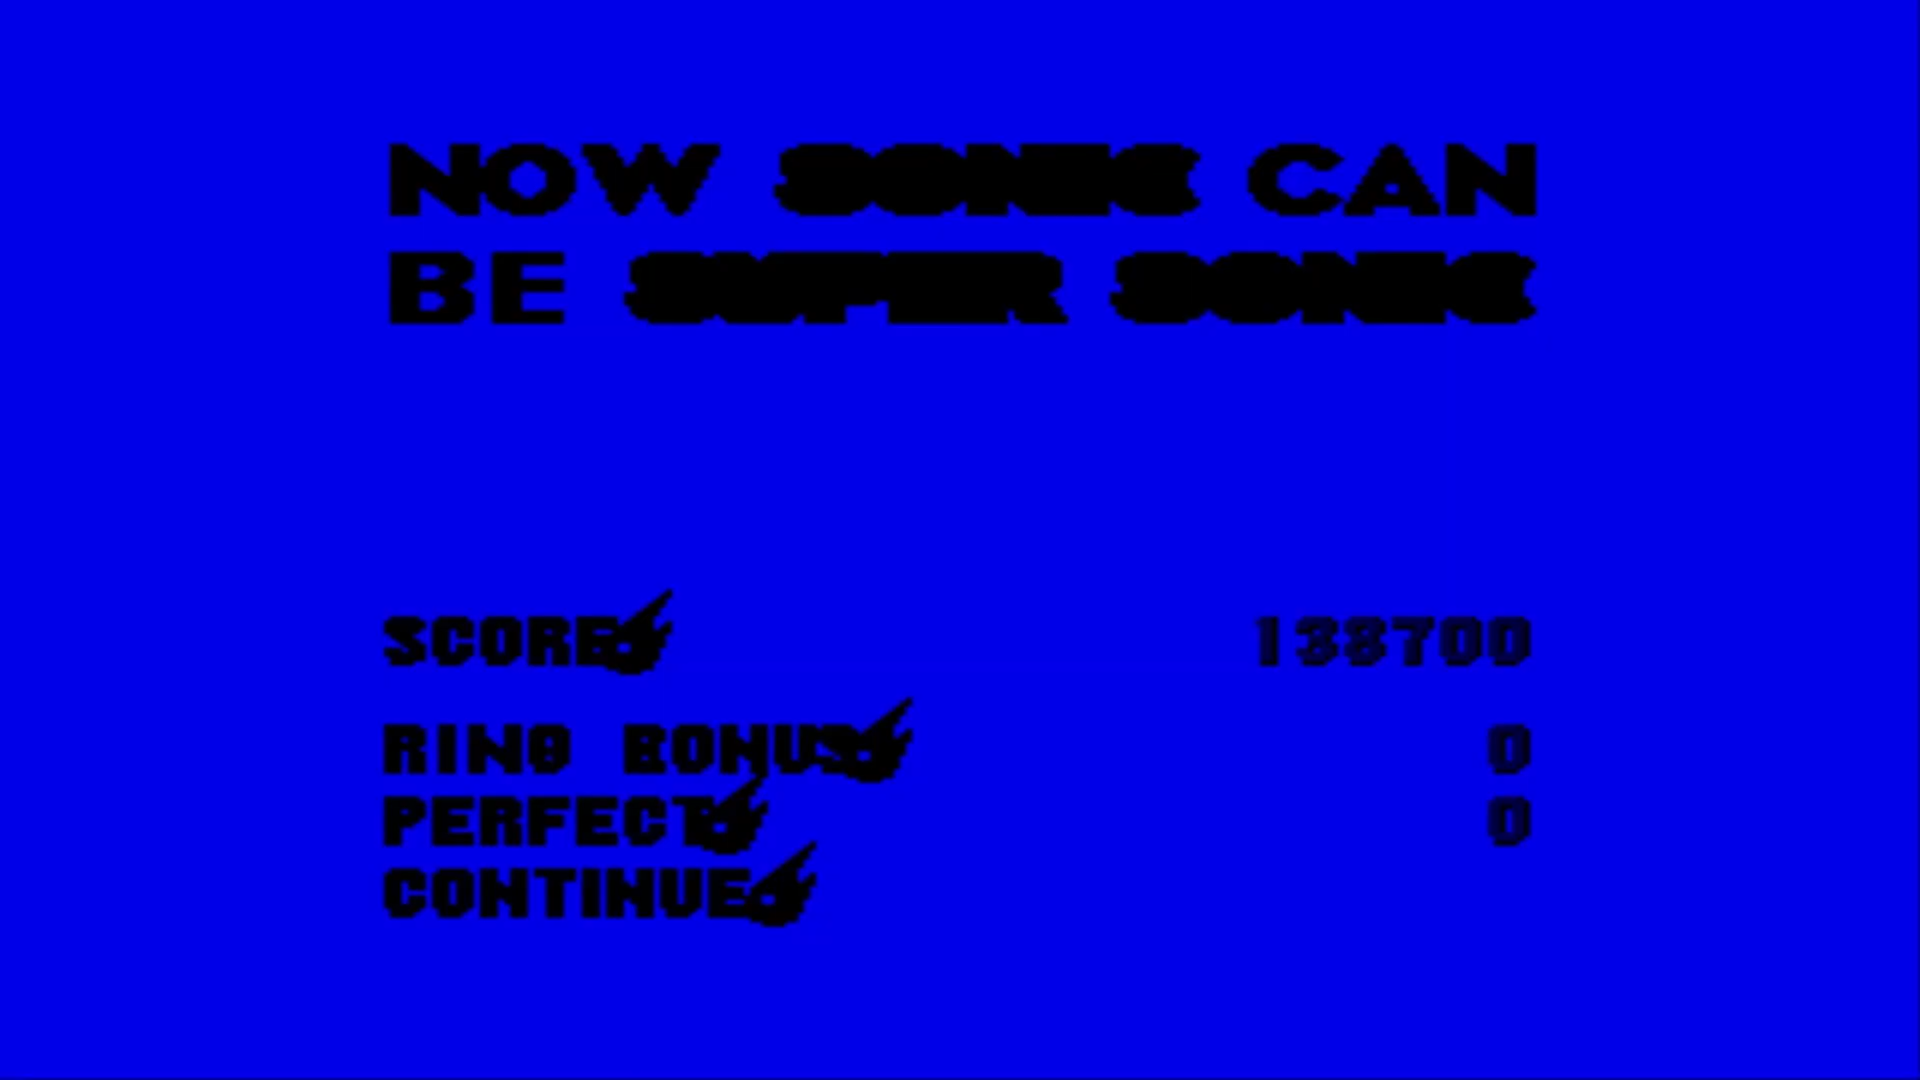 NOW SONIC CAN
BE SUPER SONIC
SCORE 138700
RING BONUS 0
PERFECT 0
CONTINUE